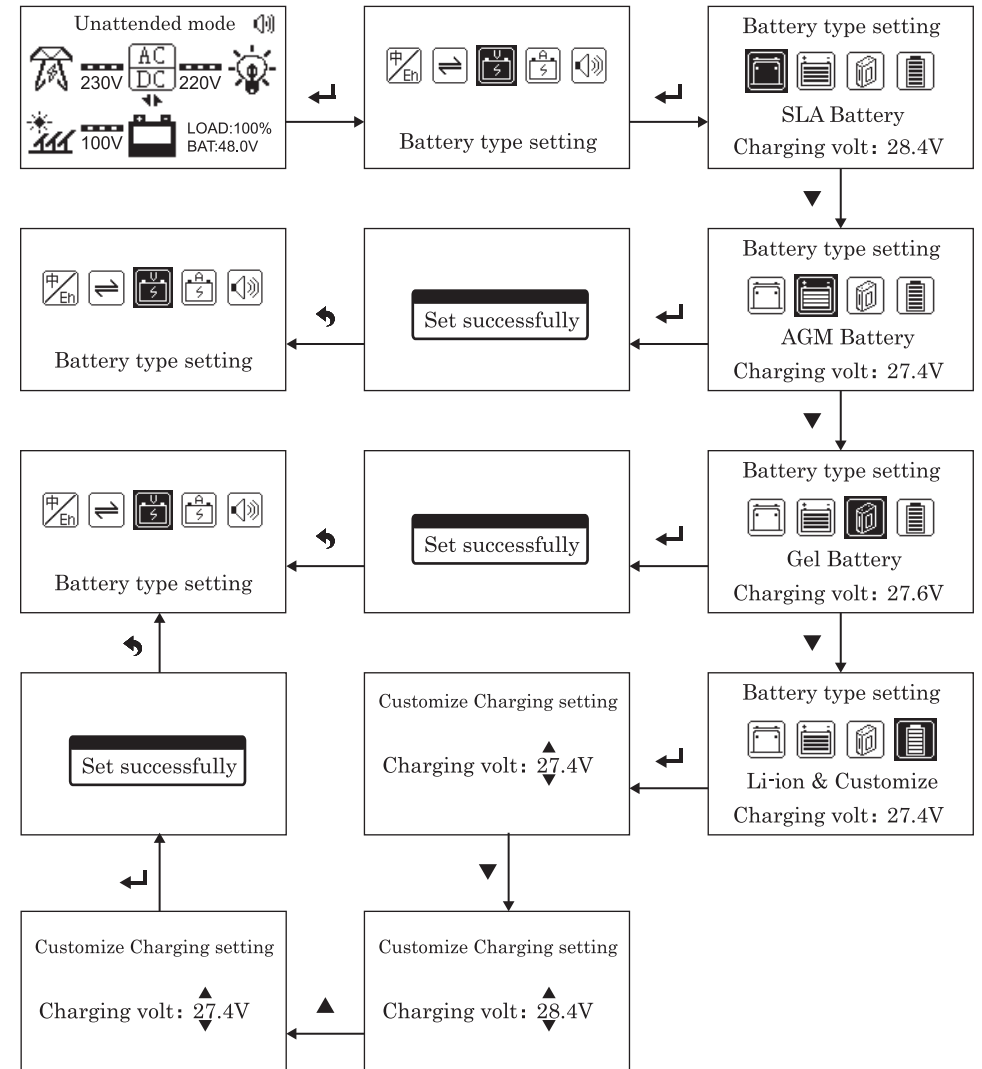 Unattended mode
AC
DC
230V
220V
100V
LOAD:100%
BAT:48.0V
中/En
U
A
Battery type setting
Battery type setting
SLA Battery
Charging volt: 28.4V
中/En
U
A
Battery type setting
Set successfully
Battery type setting
AGM Battery
Charging volt: 27.4V
中/En
U
A
Battery type setting
Set successfully
Battery type setting
Gel Battery
Charging volt: 27.6V
Set successfully
Customize Charging setting
Charging volt: 27.4V
Battery type setting
Li-ion & Customize
Charging volt: 27.4V
Customize Charging setting
Charging volt: 27.4V
Customize Charging setting
Charging volt: 28.4V